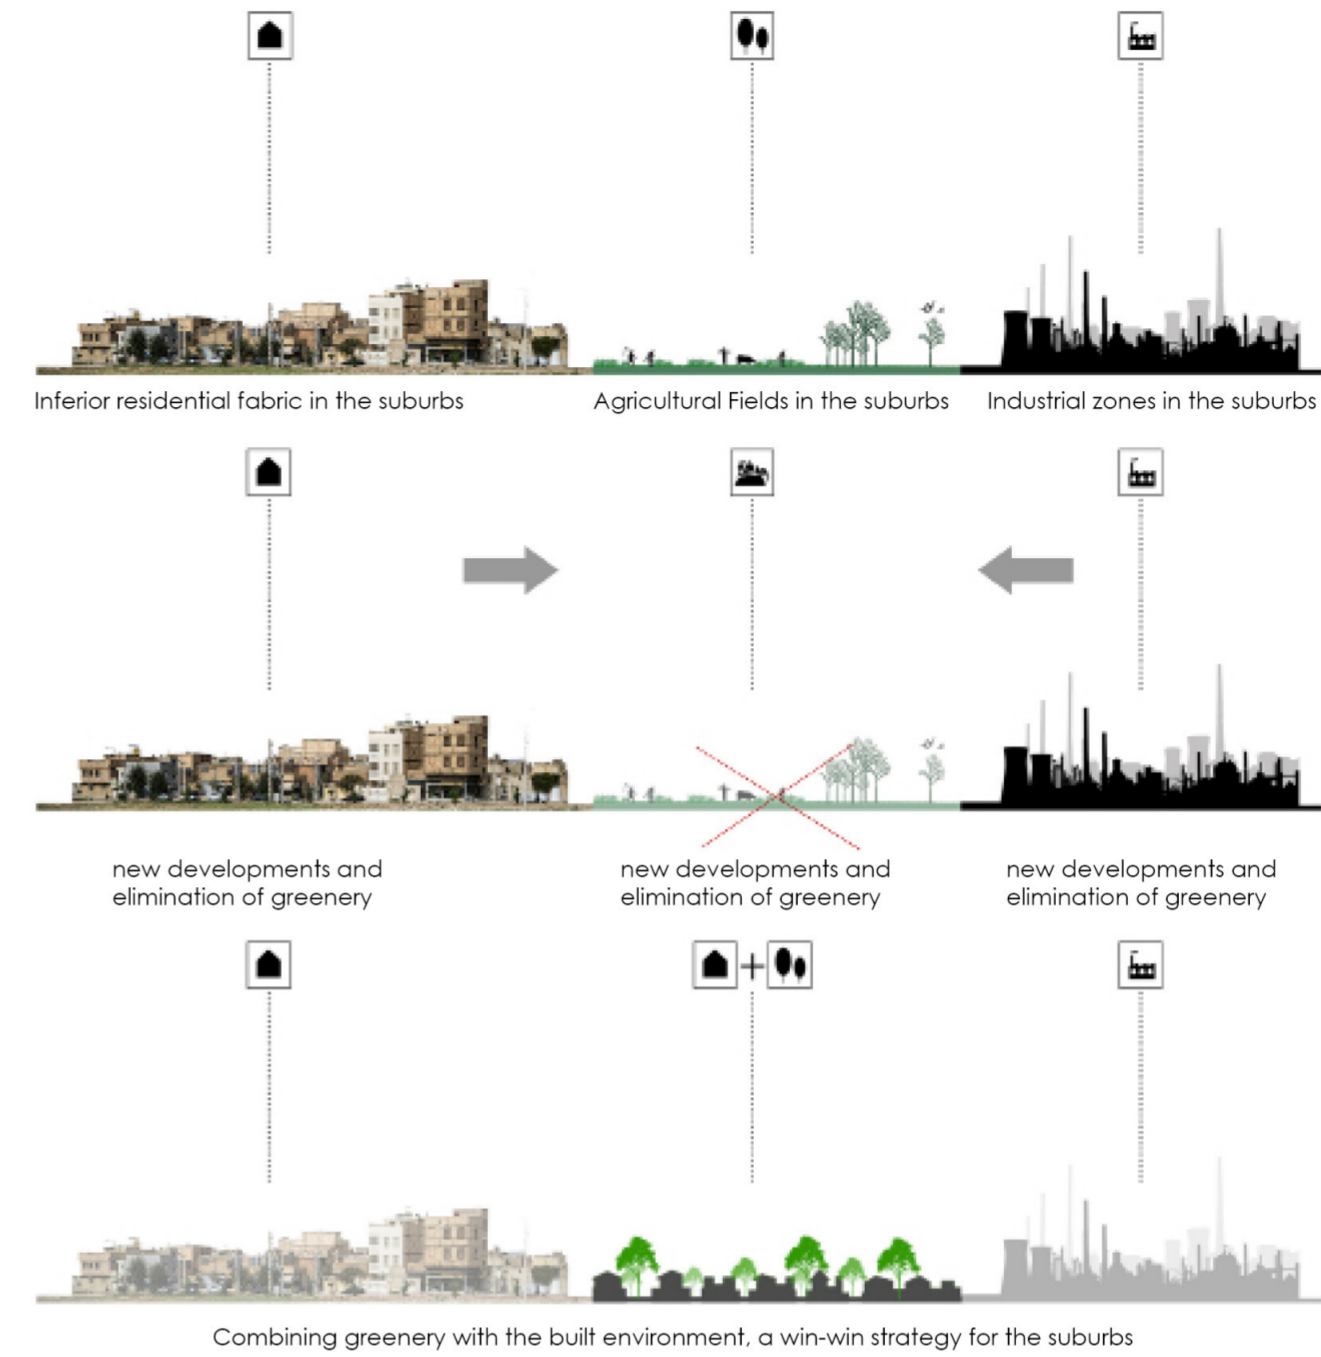 Inferior residential fabric in the suburbs
Agricultural Fields in the suburbs
Industrial zones in the suburbs
new developments and
elimination of greenery
new developments and
elimination of greenery
new developments and
elimination of greenery
Combining greenery with the built environment, a win-win strategy for the suburbs